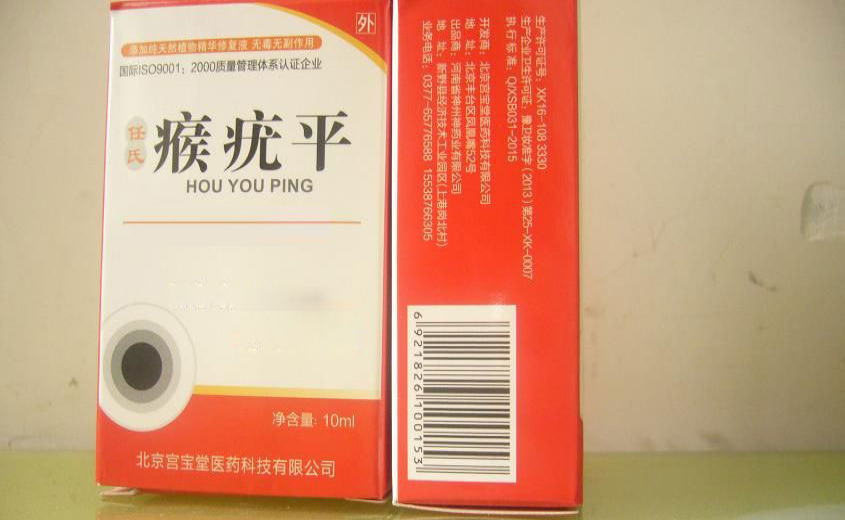 外
添加纯天然植物精华修复液 无毒无副作用
国际ISO9001：2000质量管理体系认证企业
任氏
瘊疣平
HOU YOU PING
净含量：10ml
北京宫宝堂医药科技有限公司
生产许可证号：XK16-108 3330
生产企业卫生许可证：豫卫妆准字（2013）第25-XK-0007
执行标准：Q/XSB031-2015
开发商：北京宫宝堂医药科技有限公司
地 址：北京丰台区凤凰嘴52号
出品商：河南省神州神药业有限公司
地 址：新野县经济技术工业园区(上港岗北村)
业务电话：0377-65776588 15538766305
6921826100153